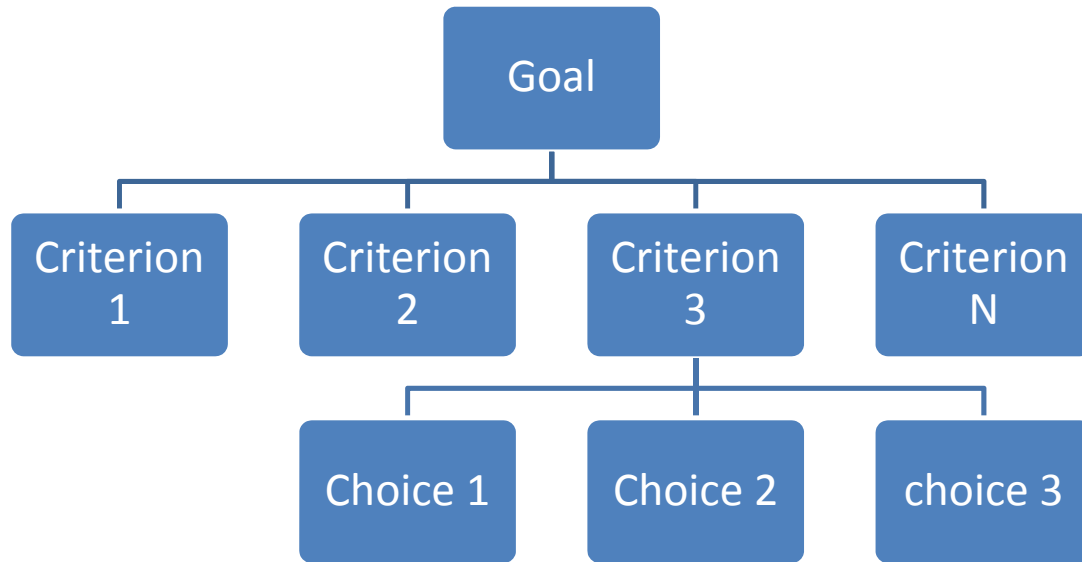 Goal
Criterion
1
Criterion
2
Criterion
3
Criterion
N
Choice 1
Choice 2
choice 3